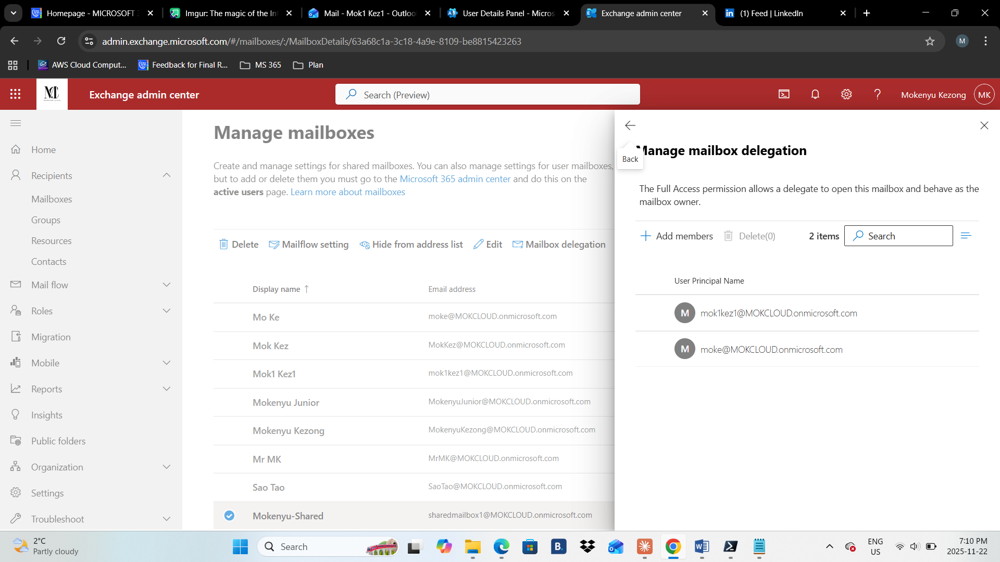 Homepage - MICROSOFT 3
Imgur: The magic of the Int
Mail - Mok1 Kez1 - Outlook
User Details Panel - Micros
Exchange admin center
(1) Feed | LinkedIn
admin.exchange.microsoft.com/#/mailboxes/:/MailboxDetails/63a68c1a-3c18-4a9e-8109-be8815423263
M
AWS Cloud Comput...
Feedback for Final R...
MS 365
Plan
Exchange admin center
Search (Preview)
Mokenyu Kezong
MK
Home
Recipients
Mailboxes
Groups
Resources
Contacts
Mail flow
Roles
Migration
Mobile
Reports
Insights
Public folders
Organization
Settings
Troubleshoot
Manage mailboxes
Create and manage settings for shared mailboxes. You can also manage settings for user mailboxes,
but to add or delete them you must go to the Microsoft 365 admin center and do this on the
active users page. Learn more about mailboxes
Delete
Mailflow setting
Hide from address list
Edit
Mailbox delegation
Display name ↑
Email address
Mo Ke
moke@MOKCLOUD.onmicrosoft.com
Mok Kez
MokKez@MOKCLOUD.onmicrosoft.com
Mok1 Kez1
mok1kez1@MOKCLOUD.onmicrosoft.com
Mokenyu Junior
MokenyuJunior@MOKCLOUD.onmicrosoft.com
Mokenyu Kezong
MokenyuKezong@MOKCLOUD.onmicrosoft.com
Mr MK
MrMK@MOKCLOUD.onmicrosoft.com
Sao Tao
SaoTao@MOKCLOUD.onmicrosoft.com
Mokenyu-Shared
sharedmailbox1@MOKCLOUD.onmicrosoft.com
Back
Manage mailbox delegation
The Full Access permission allows a delegate to open this mailbox and behave as the
mailbox owner.
Add members
Delete(0)
2 items
Search
User Principal Name
M
mok1kez1@MOKCLOUD.onmicrosoft.com
M
moke@MOKCLOUD.onmicrosoft.com
2°C
Partly cloudy
Search
B.
ENG
US
7:10 PM
2025-11-22